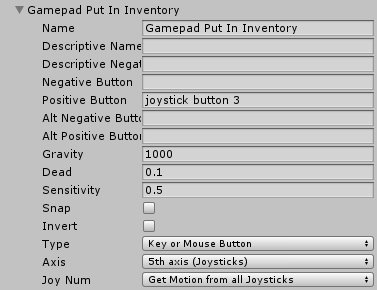 Gamepad Put In Inventory
Name Gamepad Put In Inventory
Descriptive Name
Descriptive Negat
Negative Button
Positive Button joystick button 3
Alt Negative Butto
Alt Positive Button
Gravity 1000
Dead 0.1
Sensitivity 0.5
Snap
Invert
Type Key or Mouse Button
Axis 5th axis (Joysticks)
Joy Num Get Motion from all Joysticks